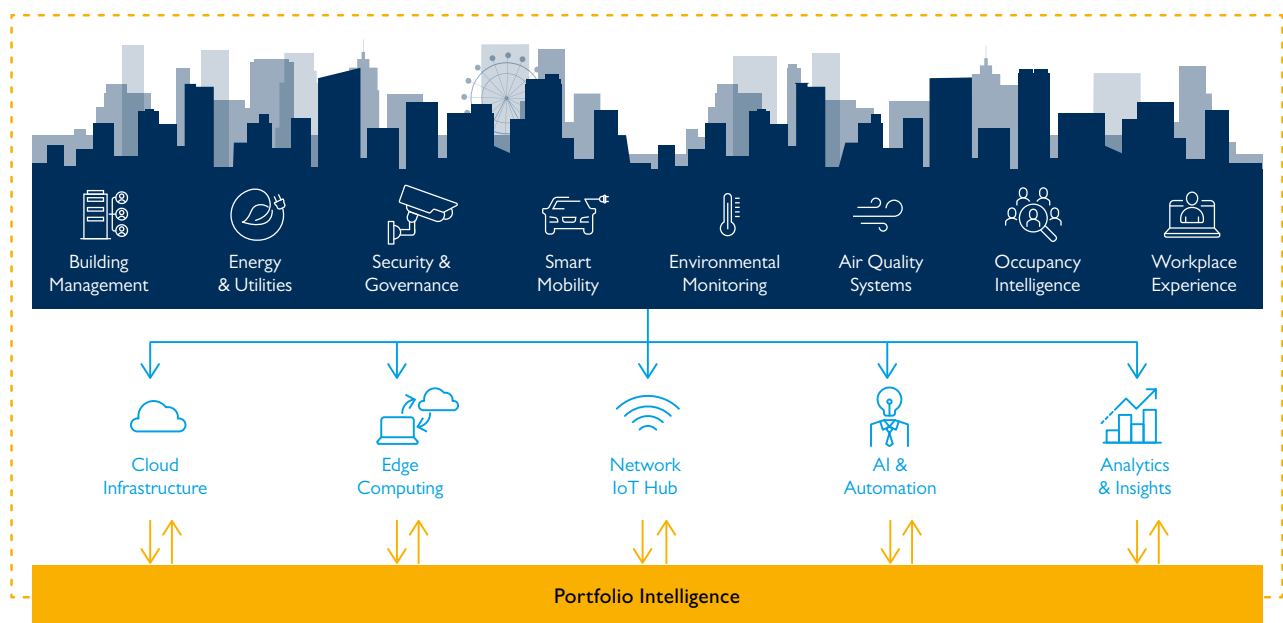 Building
Management
Energy
& Utilities
Security &
Governance
Smart
Mobility
Environmental
Monitoring
Air Quality
Systems
Occupancy
Intelligence
Workplace
Experience
Cloud
Infrastructure
Edge
Computing
Network
IoT Hub
AI &
Automation
Analytics
& Insights
Portfolio Intelligence